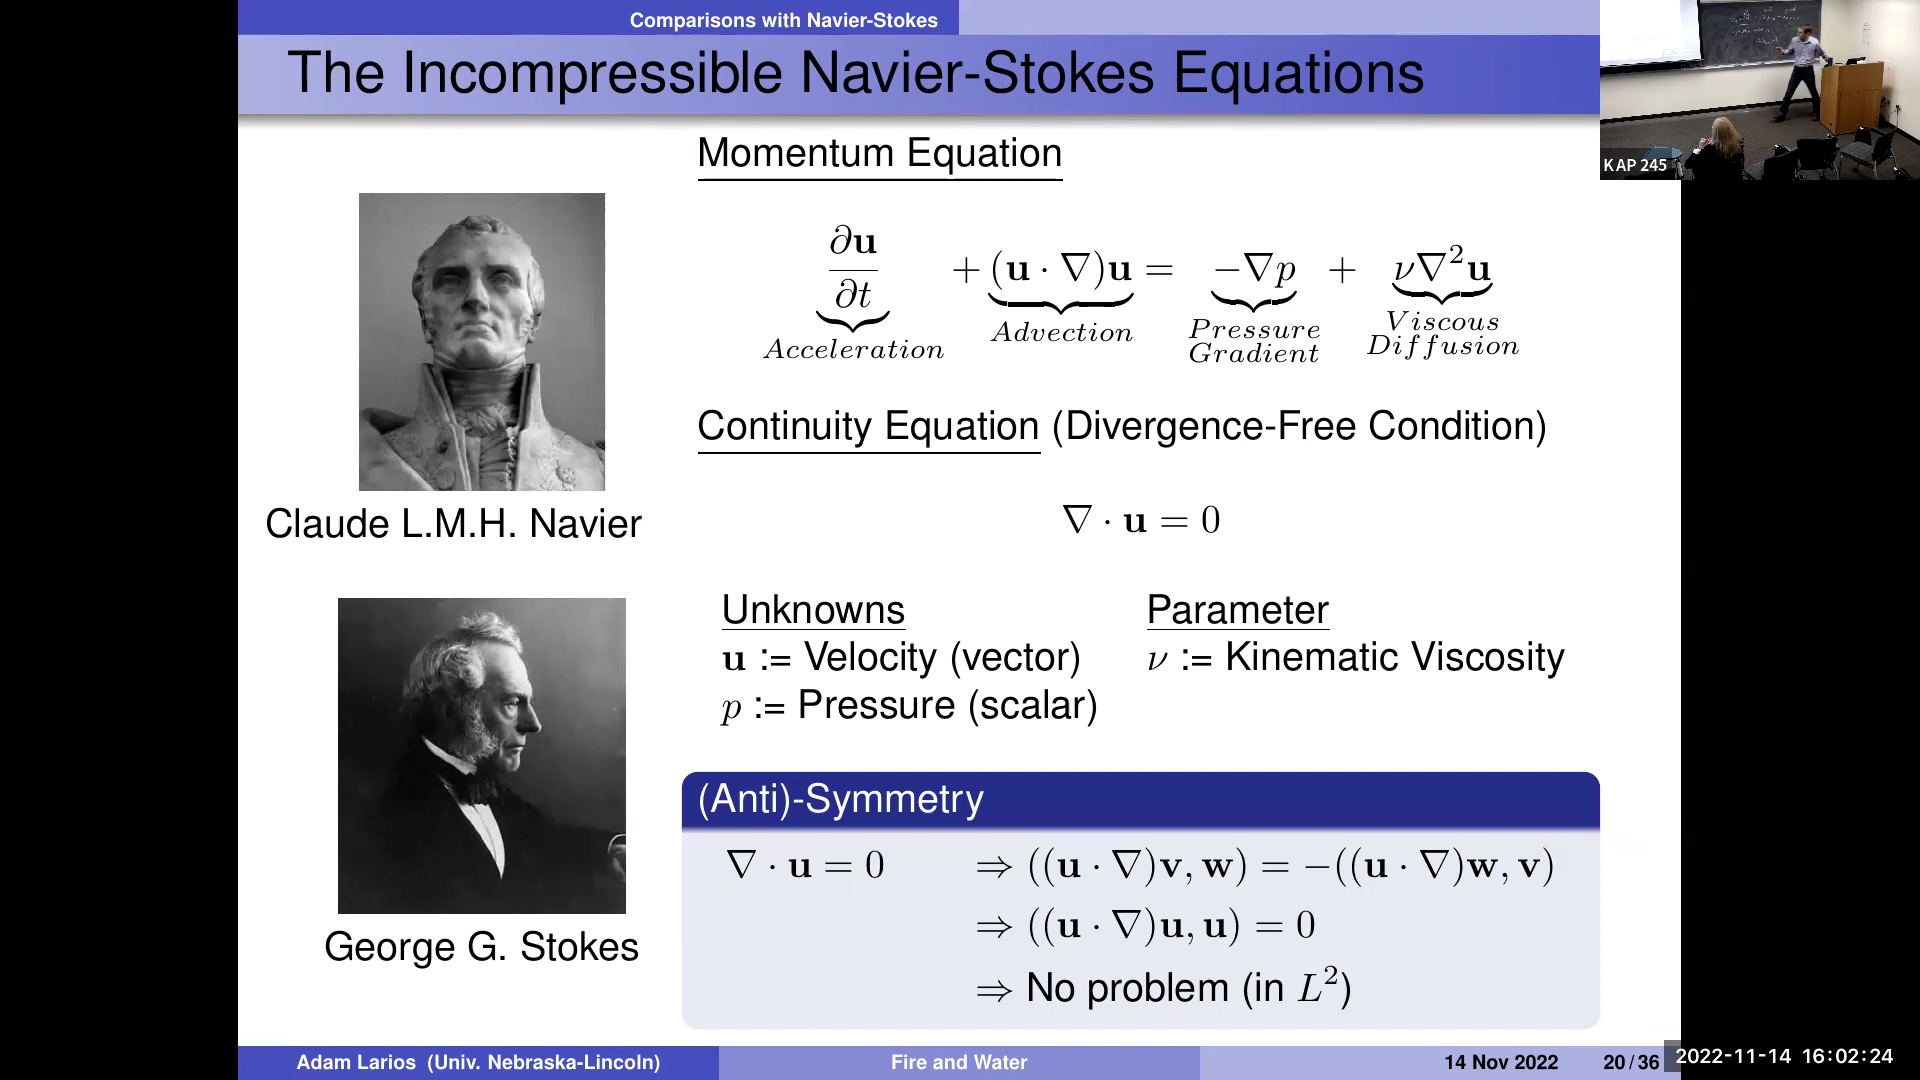 Comparisons with Navier-Stokes
The Incompressible Navier-Stokes Equations
KAP 245
Momentum Equation
∂u/∂t + (u · ∇)u = −∇p + ν∇²u
Acceleration Advection Pressure Gradient Viscous Diffusion
Continuity Equation (Divergence-Free Condition)
∇ · u = 0
Claude L.M.H. Navier
Unknowns
u := Velocity (vector)
p := Pressure (scalar)
Parameter
ν := Kinematic Viscosity
George G. Stokes
(Anti)-Symmetry
∇ · u = 0 ⇒ ((u · ∇)v, w) = −((u · ∇)w, v)
⇒ ((u · ∇)u, u) = 0
⇒ No problem (in L²)
Adam Larios (Univ. Nebraska-Lincoln) Fire and Water 14 Nov 2022 20 / 36
2022-11-14 16:02:24